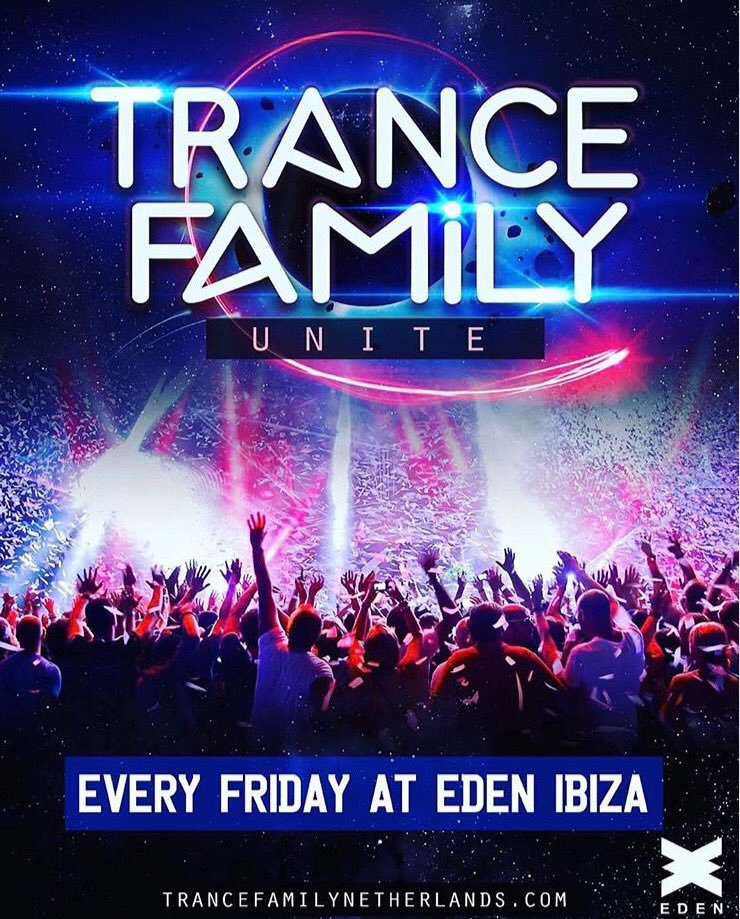 TRANCE
FAMiLY
UNITE
EVERY FRIDAY AT EDEN IBIZA
TRANCEFAMILYNETHERLANDS.COM
EDEN